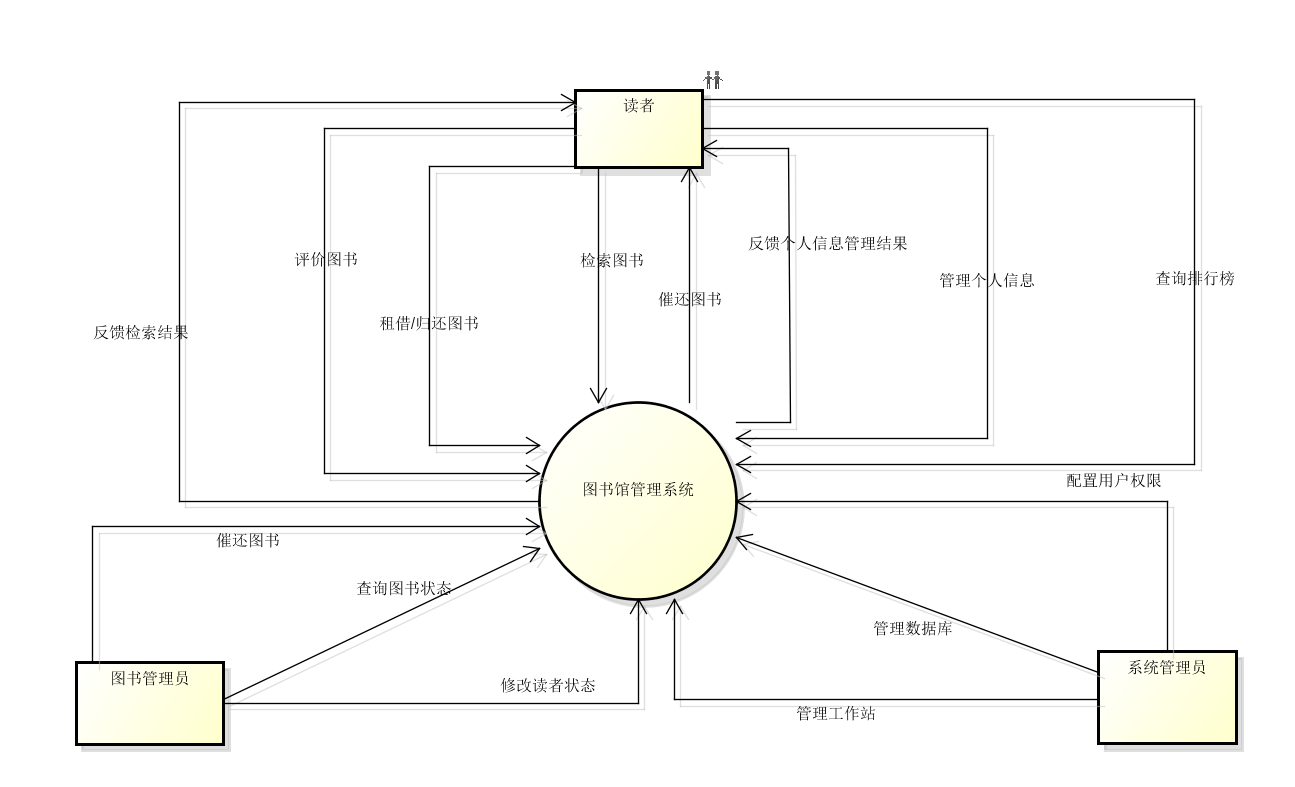 读者
反馈个人信息管理结果
评价图书
检索图书
管理个人信息
查询排行榜
催还图书
租借/归还图书
反馈检索结果
配置用户权限
图书馆管理系统
催还图书
查询图书状态
管理数据库
系统管理员
图书管理员
修改读者状态
管理工作站